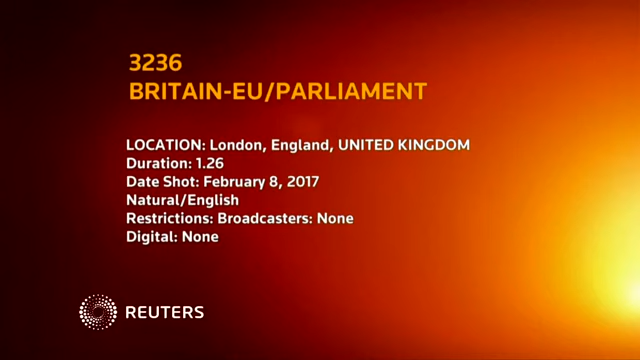 3236
BRITAIN-EU/PARLIAMENT
LOCATION: London, England, UNITED KINGDOM
Duration: 1.26
Date Shot: February 8, 2017
Natural/English
Restrictions: Broadcasters: None
Digital: None
REUTERS